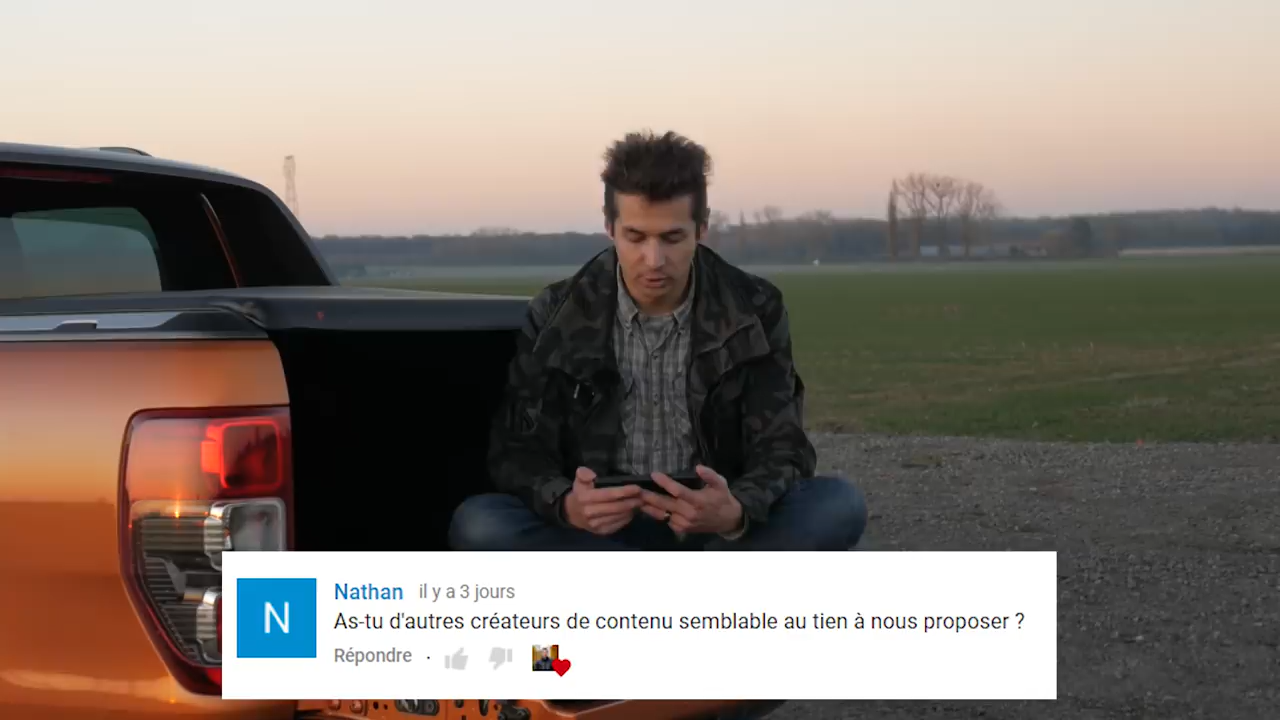 N
Nathan il y a 3 jours
As-tu d'autres créateurs de contenu semblable au tien à nous proposer ?
Répondre